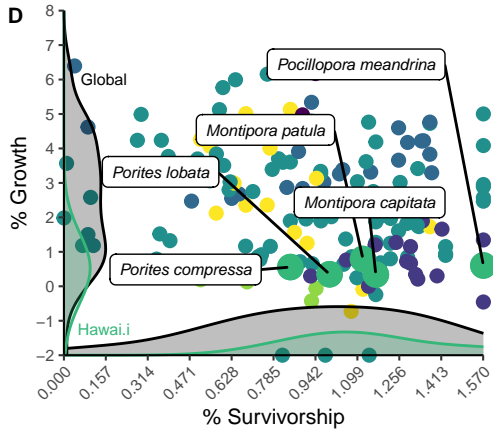 D
% Growth
8
7
6
5
4
3
2
1
0
−1
−2
Global
Pocillopora meandrina
Montipora patula
Porites lobata
Montipora capitata
Porites compressa
Hawai.i
0.000
0.157
0.314
0.471
0.628
0.785
0.942
1.099
1.256
1.413
1.570
% Survivorship